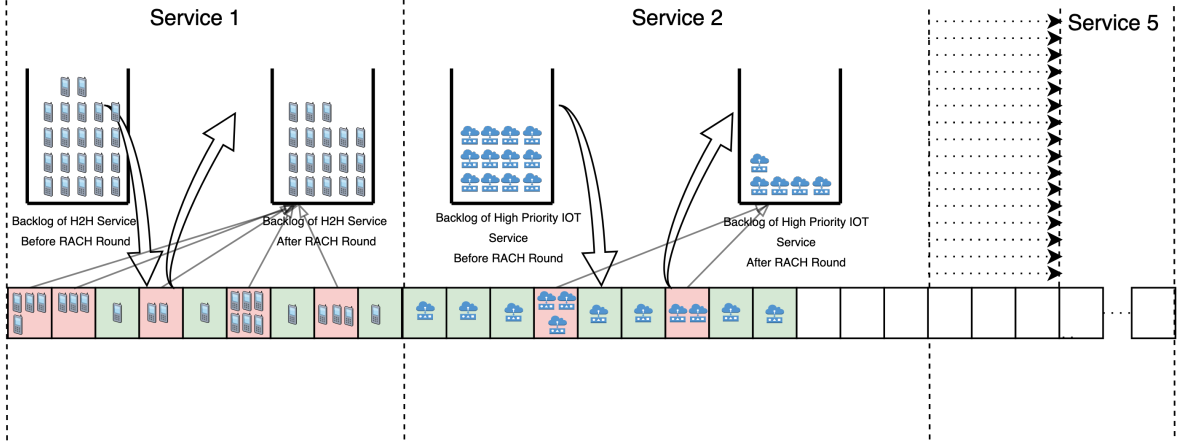 Service 1
Service 2
Service 5
Backlog of H2H Service
Before RACH Round
Backlog of H2H Service
After RACH Round
Backlog of High Priority IOT
Service
Before RACH Round
Backlog of High Priority IOT
Service
After RACH Round